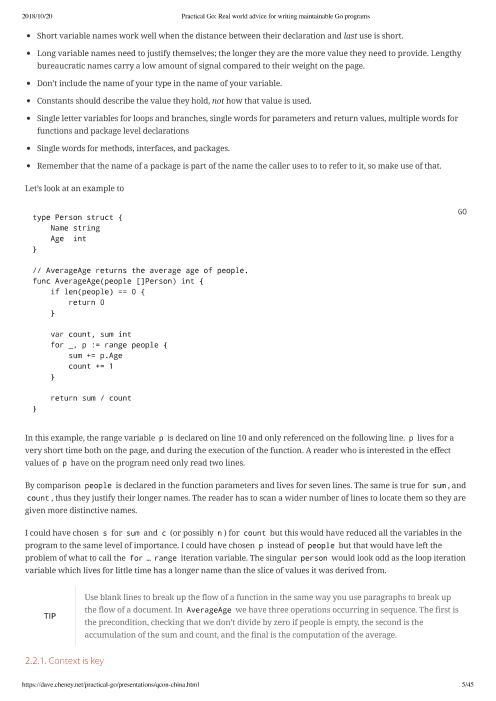 2018/10/20 Practical Go: Real world advice for writing maintainable Go programs
• Short variable names work well when the distance between their declaration and last use is short.
• Long variable names need to justify themselves; the longer they are the more value they need to provide. Lengthy
bureaucratic names carry a low amount of signal compared to their weight on the page.
• Don't include the name of your type in the name of your variable.
• Constants should describe the value they hold, not how that value is used.
• Single letter variables for loops and branches, single words for parameters and return values, multiple words for
functions and package level declarations
• Single words for methods, interfaces, and packages.
• Remember that the name of a package is part of the name the caller uses to to refer to it, so make use of that.
Let's look at an example to
GO
type Person struct {
    Name string
    Age  int
}
// AverageAge returns the average age of people.
func AverageAge(people []Person) int {
    if len(people) == 0 {
        return 0
    }
    var count, sum int
    for _, p := range people {
        sum += p.Age
        count += 1
    }
    return sum / count
}
In this example, the range variable p is declared on line 10 and only referenced on the following line. p lives for a
very short time both on the page, and during the execution of the function. A reader who is interested in the effect
values of p have on the program need only read two lines.
By comparison people is declared in the function parameters and lives for seven lines. The same is true for sum, and
count, thus they justify their longer names. The reader has to scan a wider number of lines to locate them so they are
given more distinctive names.
I could have chosen s for sum and c (or possibly n) for count but this would have reduced all the variables in the
program to the same level of importance. I could have chosen p instead of people but that would have left the
problem of what to call the for … range iteration variable. The singular person would look odd as the loop iteration
variable which lives for little time has a longer name than the slice of values it was derived from.
TIP
Use blank lines to break up the flow of a function in the same way you use paragraphs to break up
the flow of a document. In AverageAge we have three operations occurring in sequence. The first is
the precondition, checking that we don't divide by zero if people is empty, the second is the
accumulation of the sum and count, and the final is the computation of the average.
2.2.1. Context is key
https://dave.cheney.net/practical-go/presentations/qcon-china.html 5/45